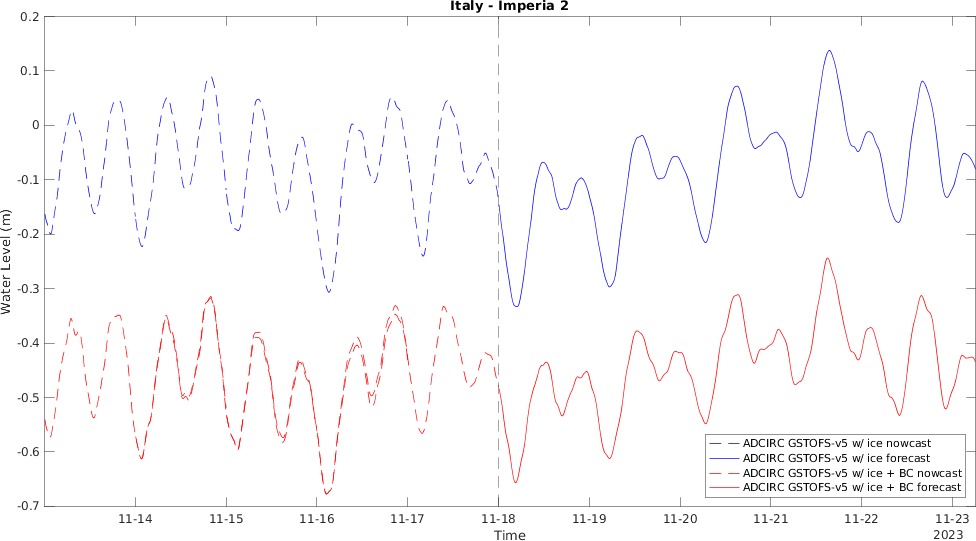 Italy - Imperia 2
0.2
0.1
0
-0.1
-0.2
-0.3
-0.4
-0.5
-0.6
-0.7
Water Level (m)
11-14 11-15 11-16 11-17 11-18 11-19 11-20 11-21 11-22 11-23
Time
2023
ADCIRC GSTOFS-v5 w/ ice nowcast
ADCIRC GSTOFS-v5 w/ ice forecast
ADCIRC GSTOFS-v5 w/ ice + BC nowcast
ADCIRC GSTOFS-v5 w/ ice + BC forecast